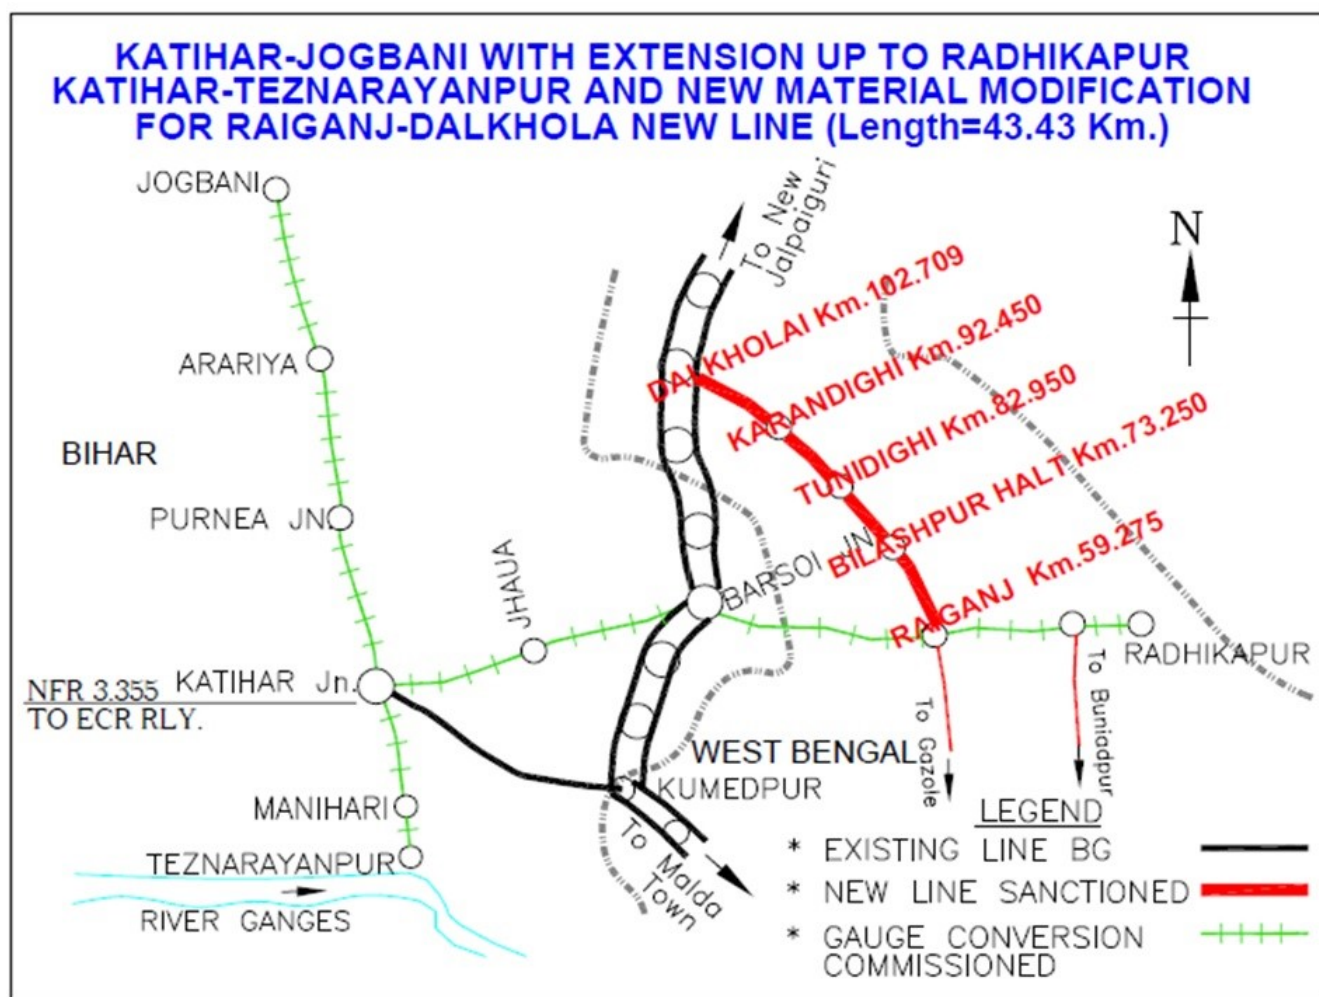 KATIHAR-JOGBANI WITH EXTENSION UP TO RADHIKAPUR
KATIHAR-TEZNARAYANPUR AND NEW MATERIAL MODIFICATION
FOR RAIGANJ-DALKHOLA NEW LINE (Length=43.43 Km.)
JOGBANI
To New
Jalpaiguri
N
DALKHOLAI Km.102.709
ARARIYA
KARANDIGHI Km.92.450
BIHAR
TUNIDIGHI Km.82.950
PURNEA JN.
BILASHPUR HALT Km.73.250
JHAUA
BARSOI JN.
RAIGANJ Km.59.275
RADHIKAPUR
KATIHAR Jn.
NFR 3.355
TO ECR RLY.
To Gazole
To Buniadpur
WEST BENGAL
KUMEDPUR
MANIHARI
To Malda
Town
TEZNARAYANPUR
RIVER GANGES
LEGEND
* EXISTING LINE BG
* NEW LINE SANCTIONED
* GAUGE CONVERSION
COMMISSIONED